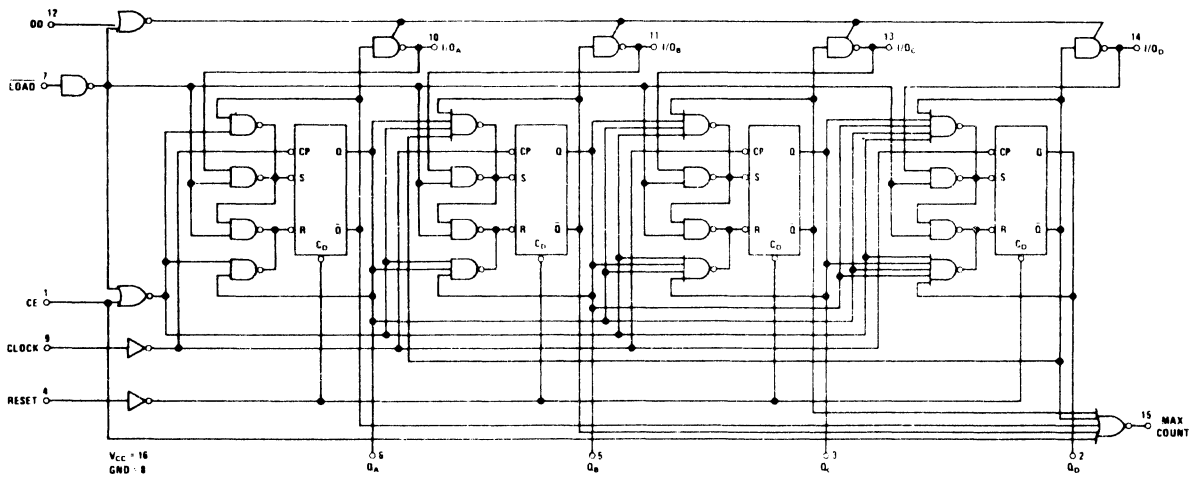 12
OD
10
I/OA
11
I/OB
13
I/OC
14
I/OD
7
LOAD
CP Q
S
R Q̄
CD
CP Q
S
R Q̄
CD
CP Q
S
R Q̄
CD
CP Q
S
R Q̄
CD
1
CE
9
CLOCK
4
RESET
15
MAX
COUNT
VCC = 16
GND = 8
6
QA
5
QB
3
QC
2
QD